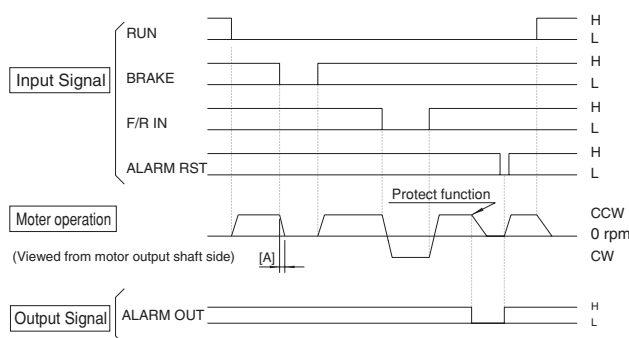 RUN
H
L
Input Signal
BRAKE
H
L
F/R IN
H
L
ALARM RST
H
L
Protect function
Moter operation
CCW
0 rpm
CW
(Viewed from motor output shaft side)
[A]
Output Signal
ALARM OUT
H
L